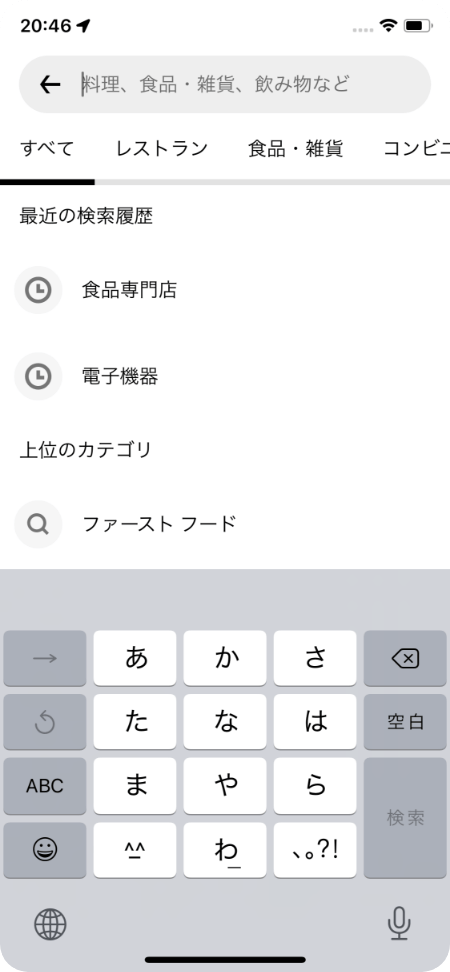 20:46
料理、食品・雑貨、飲み物など
すべて レストラン 食品・雑貨 コンビニ
最近の検索履歴
食品専門店
電子機器
上位のカテゴリ
ファースト フード
→ あ か さ
た な は 空白
ABC ま や ら 検索
^_^ わ_ 、。?!